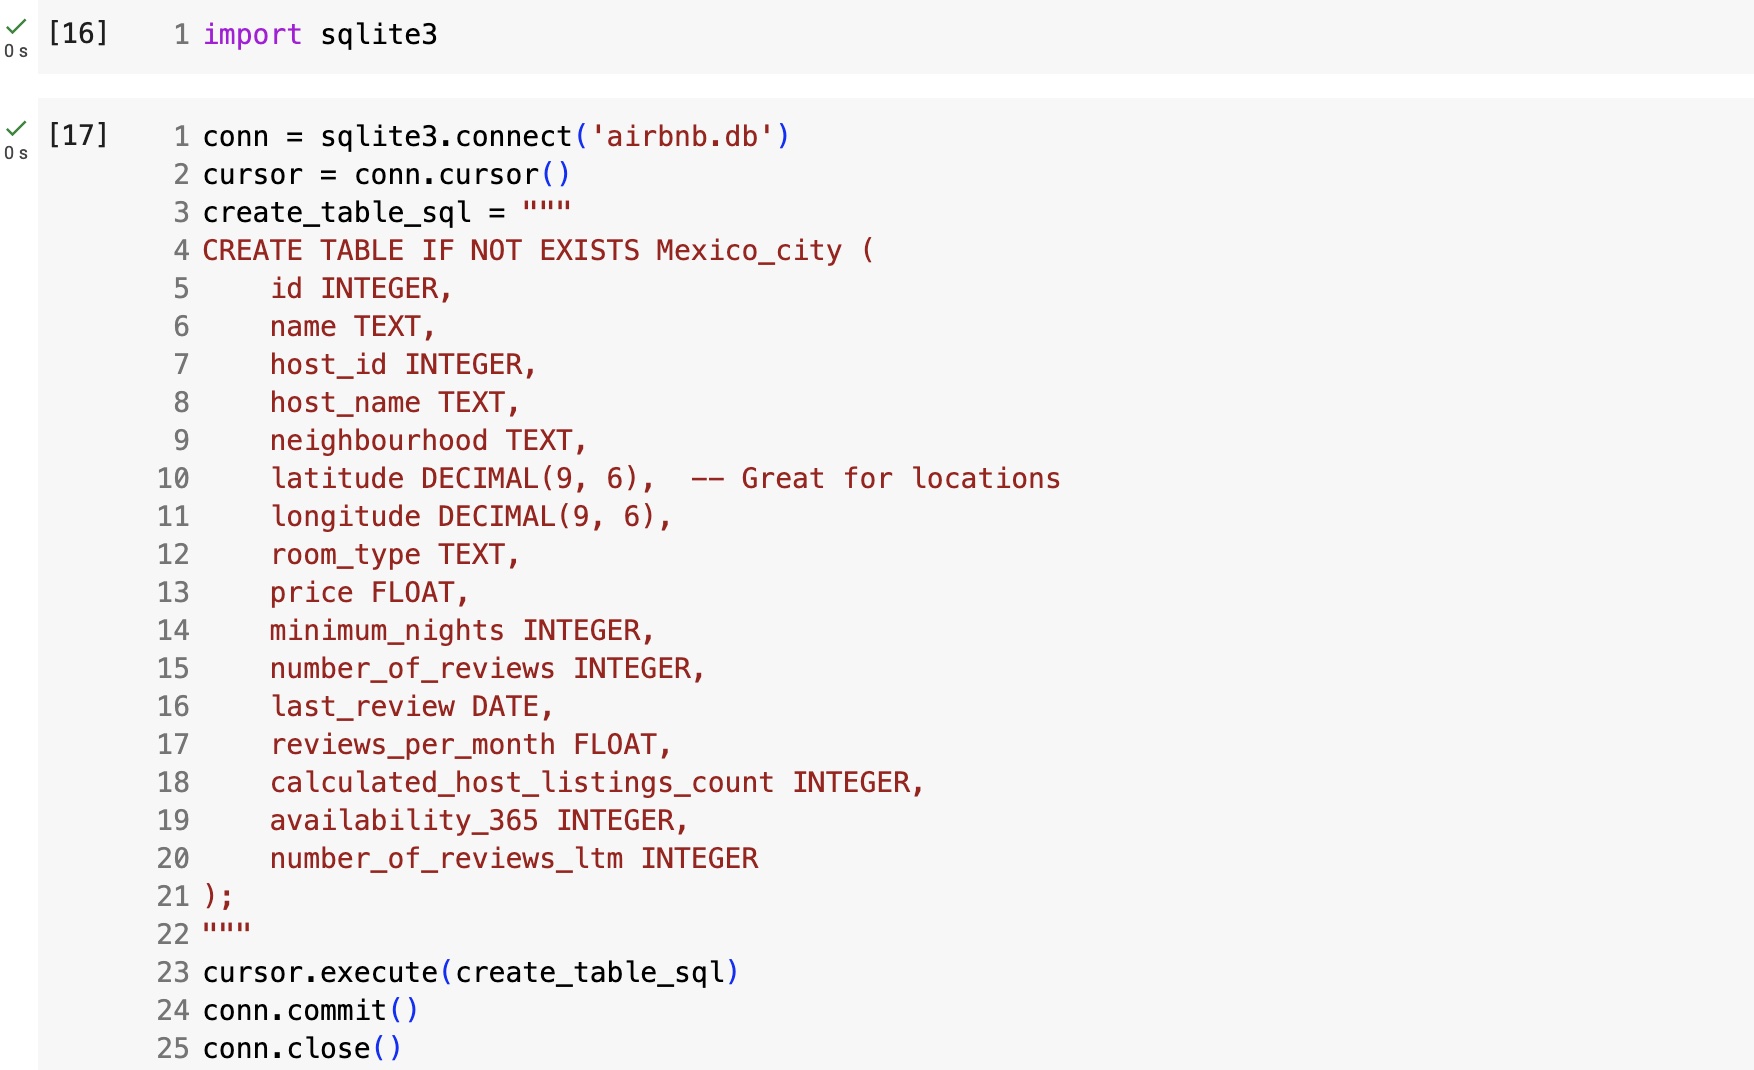 [16] 1 import sqlite3
0 s
[17] 1 conn = sqlite3.connect('airbnb.db')
0 s
2 cursor = conn.cursor()
3 create_table_sql = """
4 CREATE TABLE IF NOT EXISTS Mexico_city (
5     id INTEGER,
6     name TEXT,
7     host_id INTEGER,
8     host_name TEXT,
9     neighbourhood TEXT,
10     latitude DECIMAL(9, 6),  -- Great for locations
11     longitude DECIMAL(9, 6),
12     room_type TEXT,
13     price FLOAT,
14     minimum_nights INTEGER,
15     number_of_reviews INTEGER,
16     last_review DATE,
17     reviews_per_month FLOAT,
18     calculated_host_listings_count INTEGER,
19     availability_365 INTEGER,
20     number_of_reviews_ltm INTEGER
21 );
22 """
23 cursor.execute(create_table_sql)
24 conn.commit()
25 conn.close()